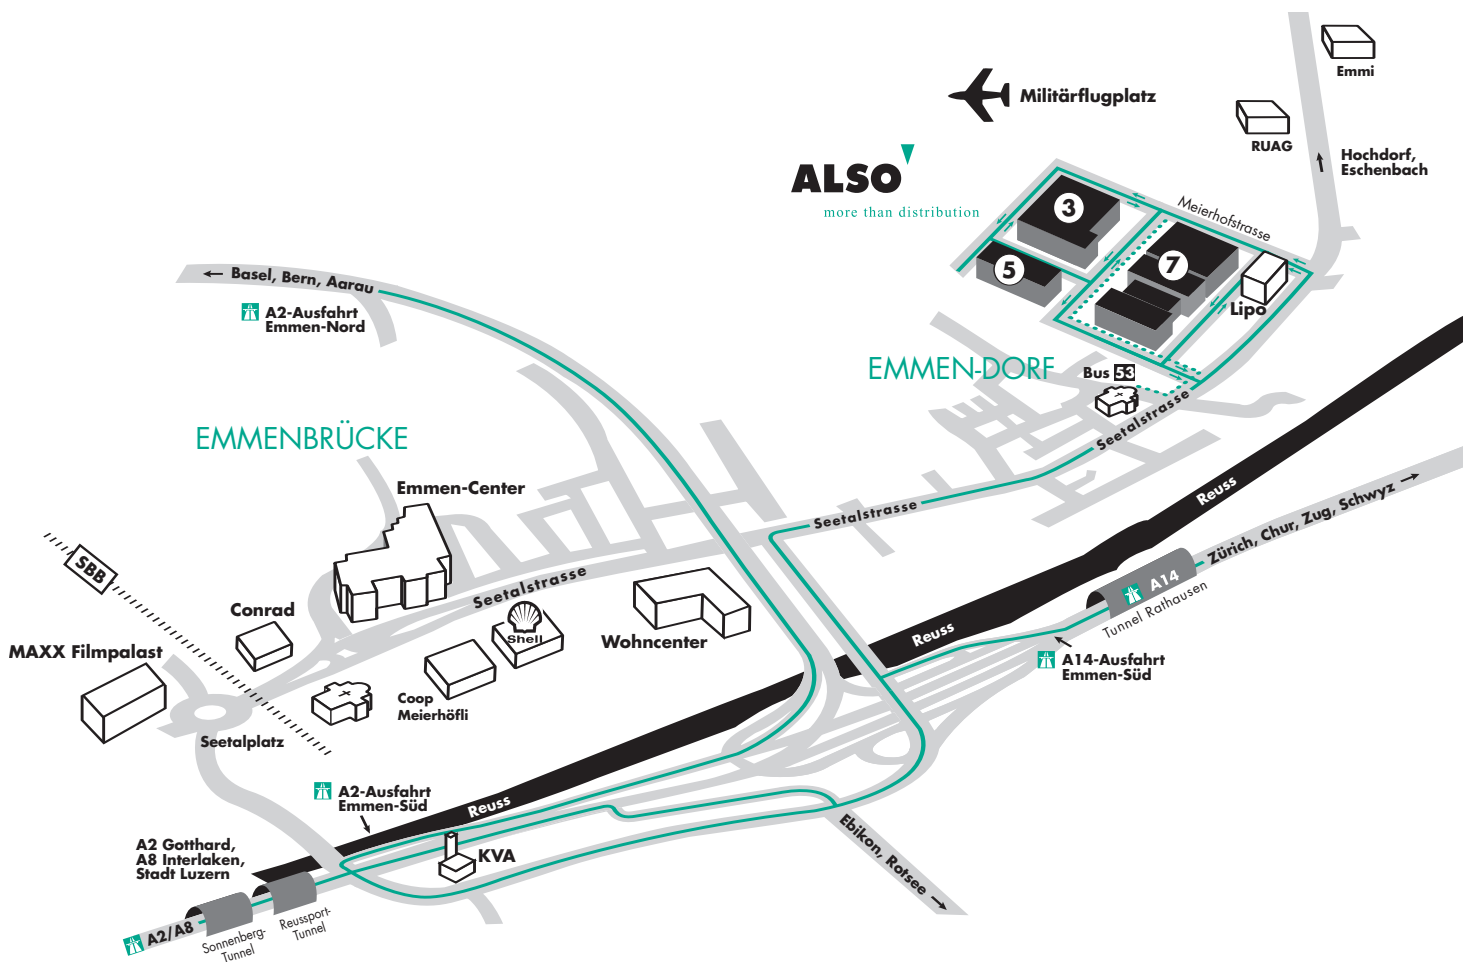 Emmi
Militärflugplatz
RUAG
Hochdorf,
Eschenbach
ALSO
more than distribution
3
Meierhofstrasse
5
7
Lipo
Basel, Bern, Aarau
A2-Ausfahrt
Emmen-Nord
EMMEN-DORF
Bus 53
Seetalstrasse
EMMENBRÜCKE
Emmen-Center
Seetalstrasse
Reuss
Zürich, Chur, Zug, Schwyz
SBB
Seetalstrasse
A14
Tunnel Rathausen
Conrad
Shell
Wohncenter
Reuss
MAXX Filmpalast
A14-Ausfahrt
Emmen-Süd
Coop
Meierhöfli
Seetalplatz
A2-Ausfahrt
Emmen-Süd
Reuss
Ebikon, Rotsee
A2 Gotthard,
A8 Interlaken,
Stadt Luzern
KVA
A2/A8
Sonnenberg-
Tunnel
Reussport-
Tunnel